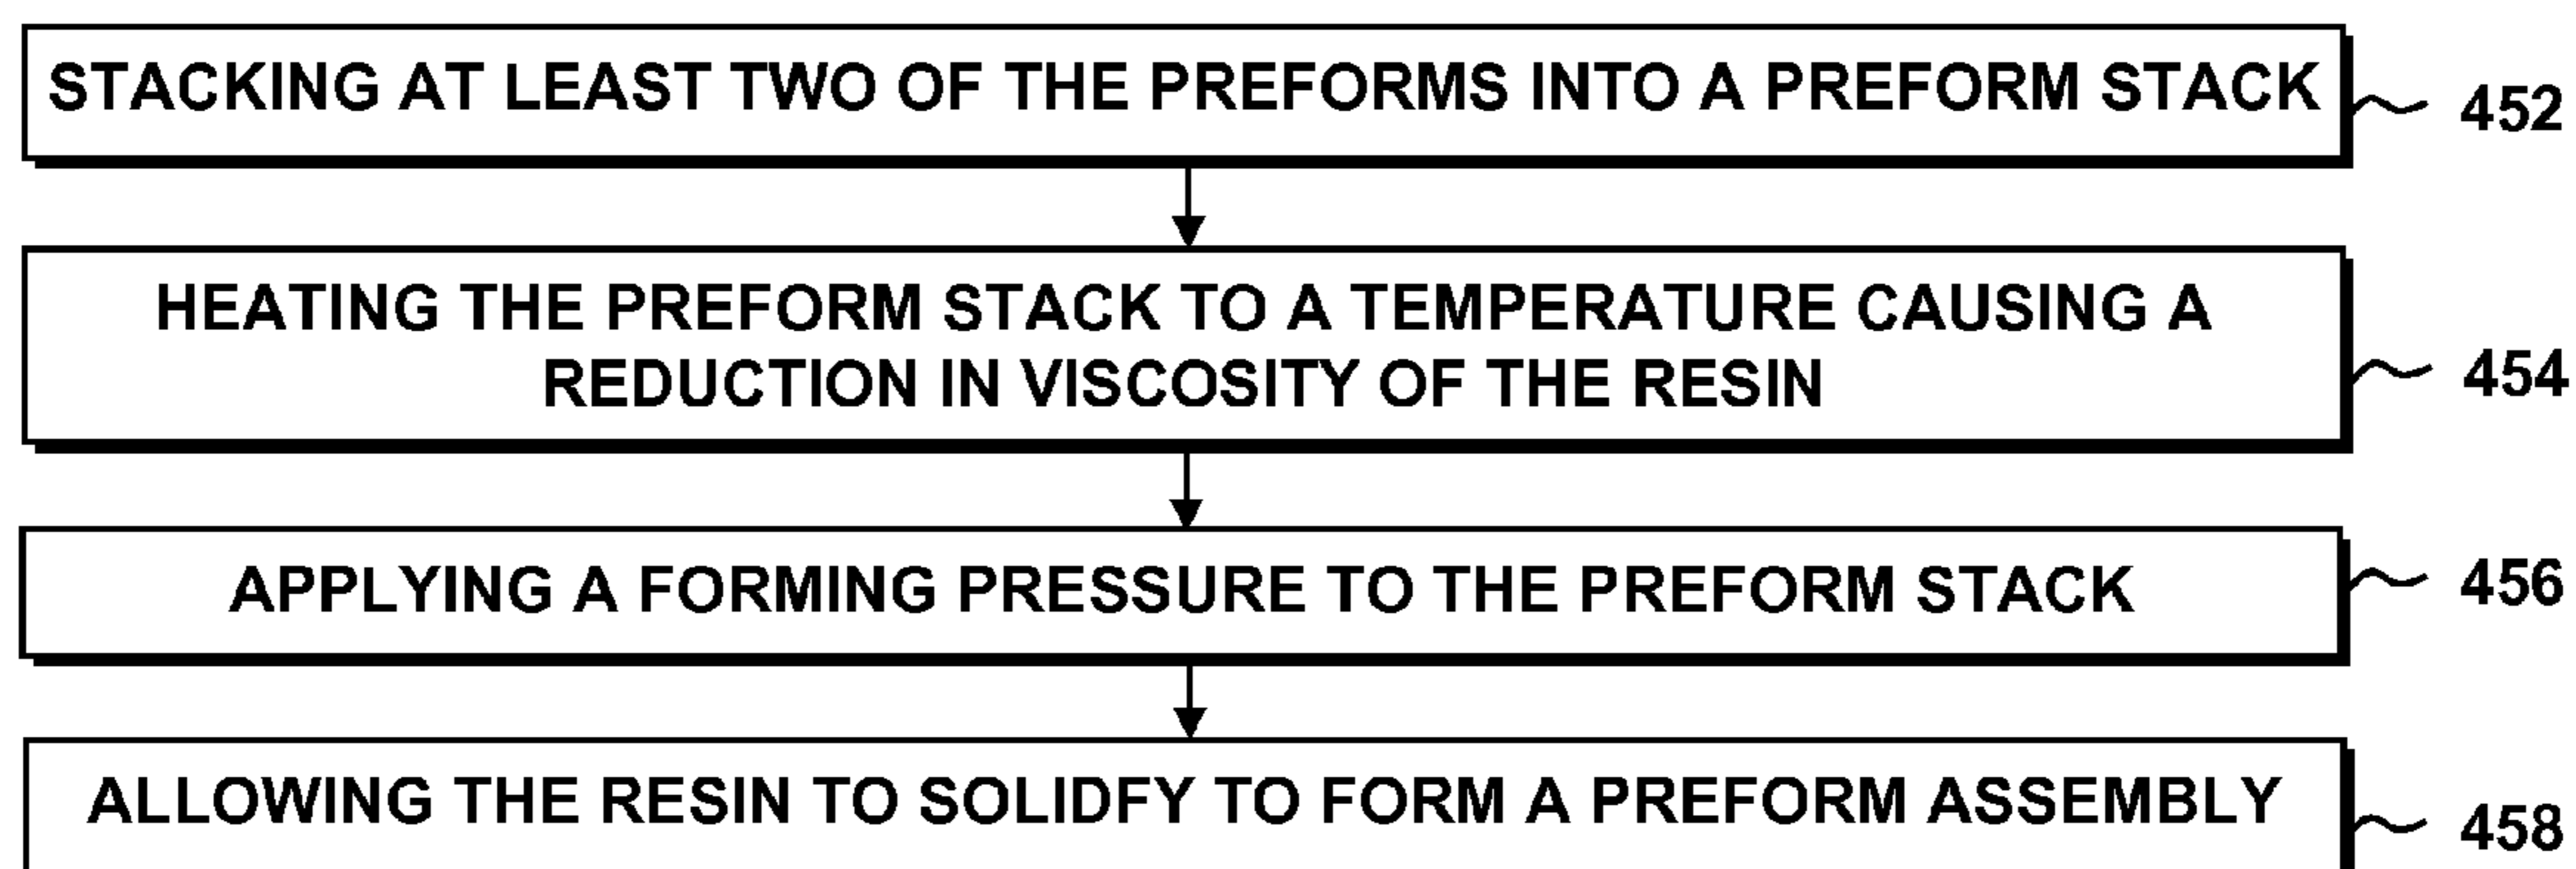 STACKING AT LEAST TWO OF THE PREFORMS INTO A PREFORM STACK
452
HEATING THE PREFORM STACK TO A TEMPERATURE CAUSING A
REDUCTION IN VISCOSITY OF THE RESIN
454
APPLYING A FORMING PRESSURE TO THE PREFORM STACK
456
ALLOWING THE RESIN TO SOLIDFY TO FORM A PREFORM ASSEMBLY
458